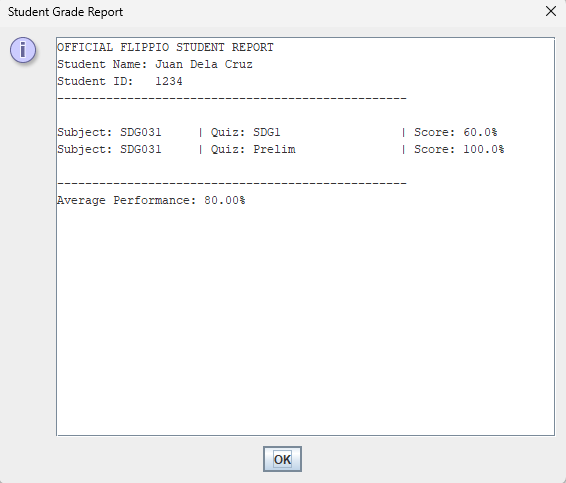 Student Grade Report
OFFICIAL FLIPPIO STUDENT REPORT
Student Name: Juan Dela Cruz
Student ID:   1234
--------------------------------------------------
Subject: SDG031     | Quiz: SDG1                 | Score: 60.0%
Subject: SDG031     | Quiz: Prelim               | Score: 100.0%
--------------------------------------------------
Average Performance: 80.00%
OK